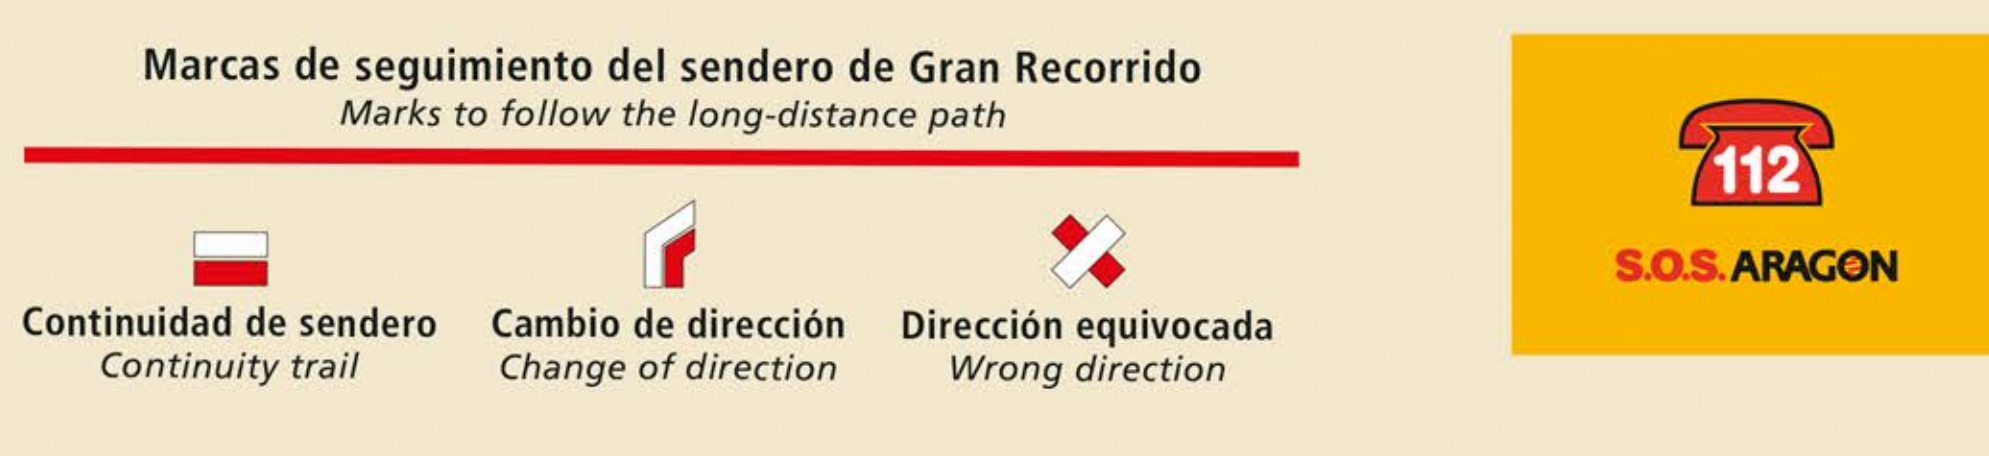 Marcas de seguimiento del sendero de Gran Recorrido
Marks to follow the long-distance path
Continuidad de sendero
Continuity trail
Cambio de dirección
Change of direction
Dirección equivocada
Wrong direction
112
S.O.S. ARAGON